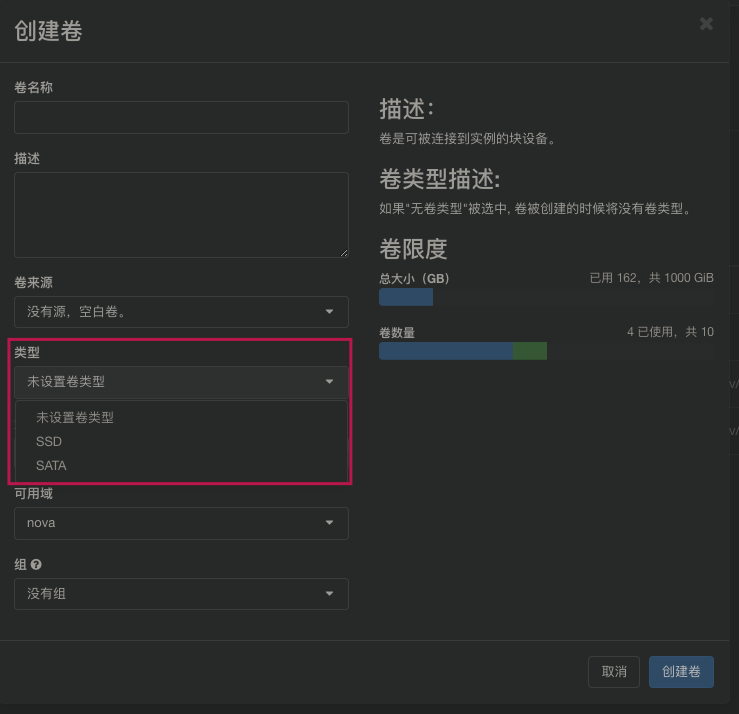 创建卷
卷名称
描述
卷来源
没有源，空白卷。
类型
未设置卷类型
未设置卷类型
SSD
SATA
可用域
nova
组
没有组
描述：
卷是可被连接到实例的块设备。
卷类型描述:
如果"无卷类型"被选中, 卷被创建的时候将没有卷类型。
卷限度
总大小（GB） 已用 162，共 1000 GiB
卷数量 4 已使用，共 10
取消 创建卷